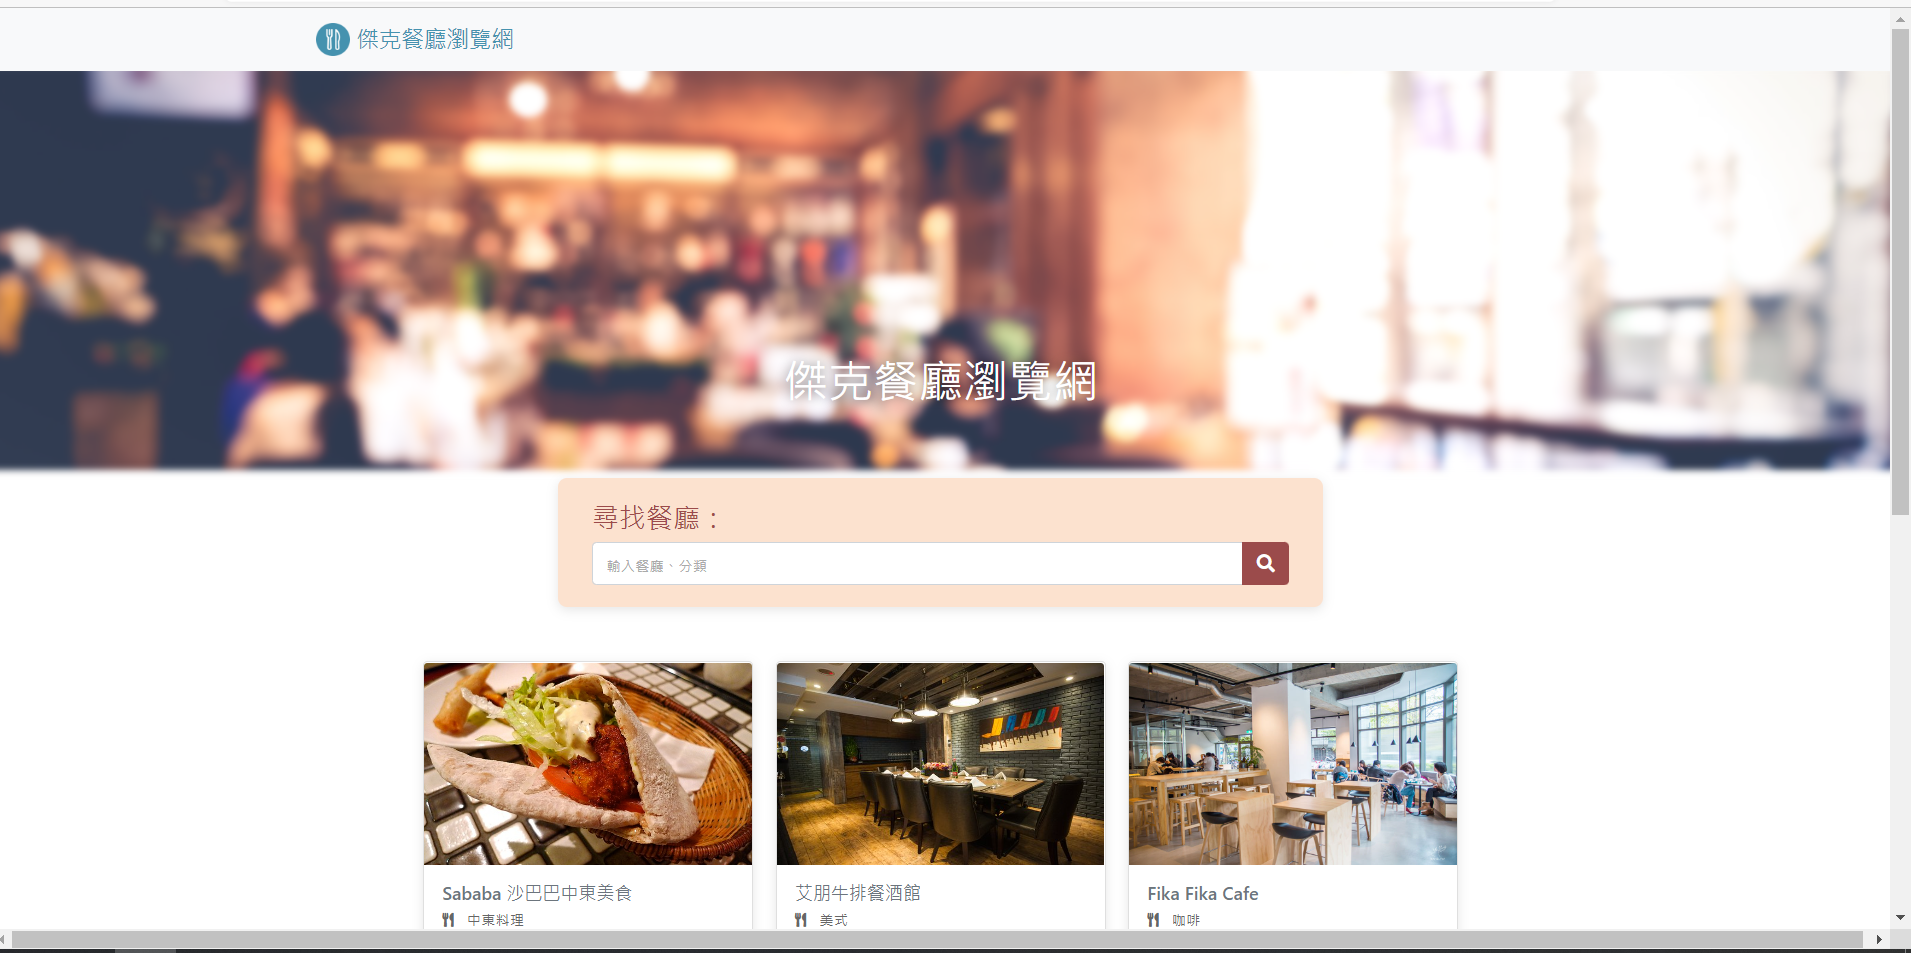 傑克餐廳瀏覽網
傑克餐廳瀏覽網
尋找餐廳：
輸入餐廳、分類
Sababa 沙巴巴中東美食
中東料理
艾朋牛排餐酒館
美式
Fika Fika Cafe
咖啡